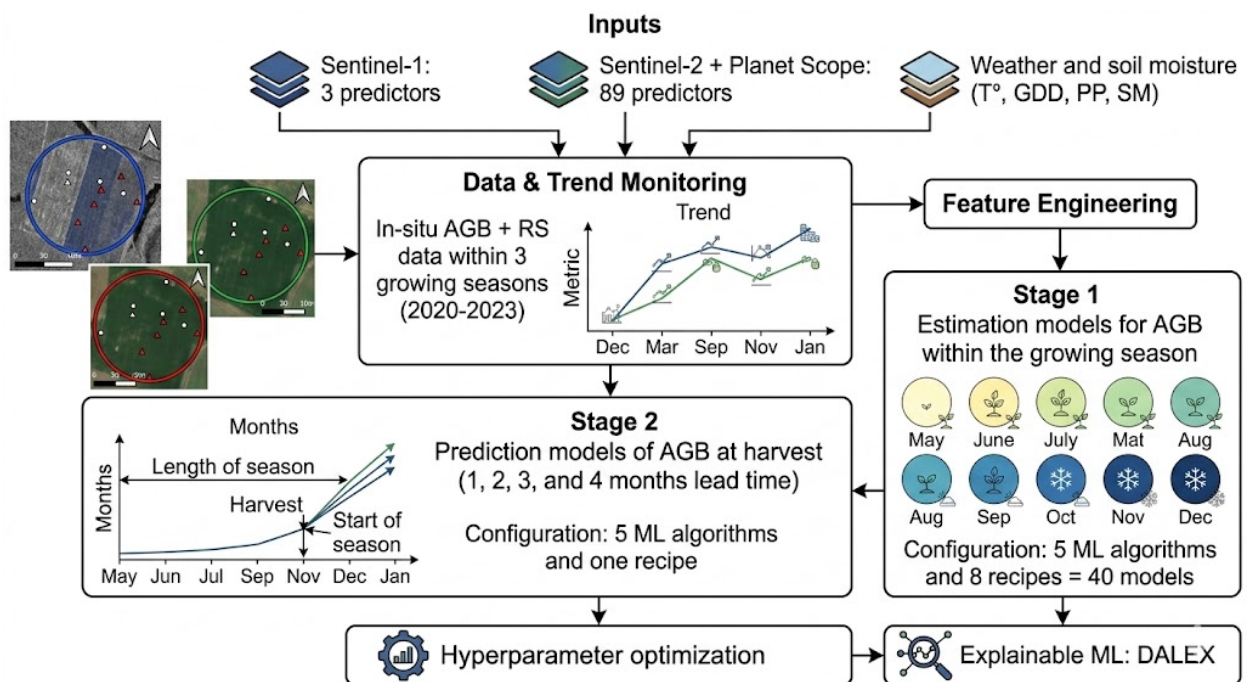 Inputs
Sentinel-1:
3 predictors
Sentinel-2 + Planet Scope:
89 predictors
Weather and soil moisture
(T°, GDD, PP, SM)
Data & Trend Monitoring
In-situ AGB + RS
data within 3
growing seasons
(2020-2023)
Trend
Metric
Dec Mar Sep Nov Jan
Feature Engineering
Stage 1
Estimation models for AGB
within the growing season
May June July Mat Aug
Aug Sep Oct Nov Dec
Configuration: 5 ML algorithms
and 8 recipes = 40 models
Stage 2
Prediction models of AGB at harvest
(1, 2, 3, and 4 months lead time)
Configuration: 5 ML algorithms
and one recipe
Months
Length of season
Months
Harvest
Start of
season
May Jun Jul Sep Nov Dec Jan
Hyperparameter optimization
Explainable ML: DALEX